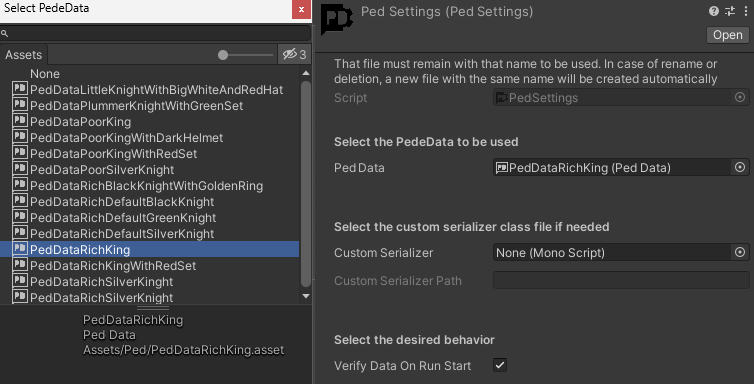 Select PedeData
x
Assets
3
None
PedDataLittleKnightWithBigWhiteAndRedHat
PedDataPlummerKnightWithGreenSet
PedDataPoorKing
PedDataPoorKingWithDarkHelmet
PedDataPoorKingWithRedSet
PedDataPoorSilverKnight
PedDataRichBlackKnightWithGoldenRing
PedDataRichDefaultBlackKnight
PedDataRichDefaultGreenKnight
PedDataRichDefaultSilverKnight
PedDataRichKing
PedDataRichKingWithRedSet
PedDataRichSilverKinght
PedDataRichSilverKnight
PedDataRichKing
Ped Data
Assets/Ped/PedDataRichKing.asset
Ped Settings (Ped Settings)
Open
That file must remain with that name to be used. In case of rename or
deletion, a new file with the same name will be created automatically
Script PedSettings
Select the PedeData to be used
Ped Data PedDataRichKing (Ped Data)
Select the custom serializer class file if needed
Custom Serializer None (Mono Script)
Custom Serializer Path
Select the desired behavior
Verify Data On Run Start